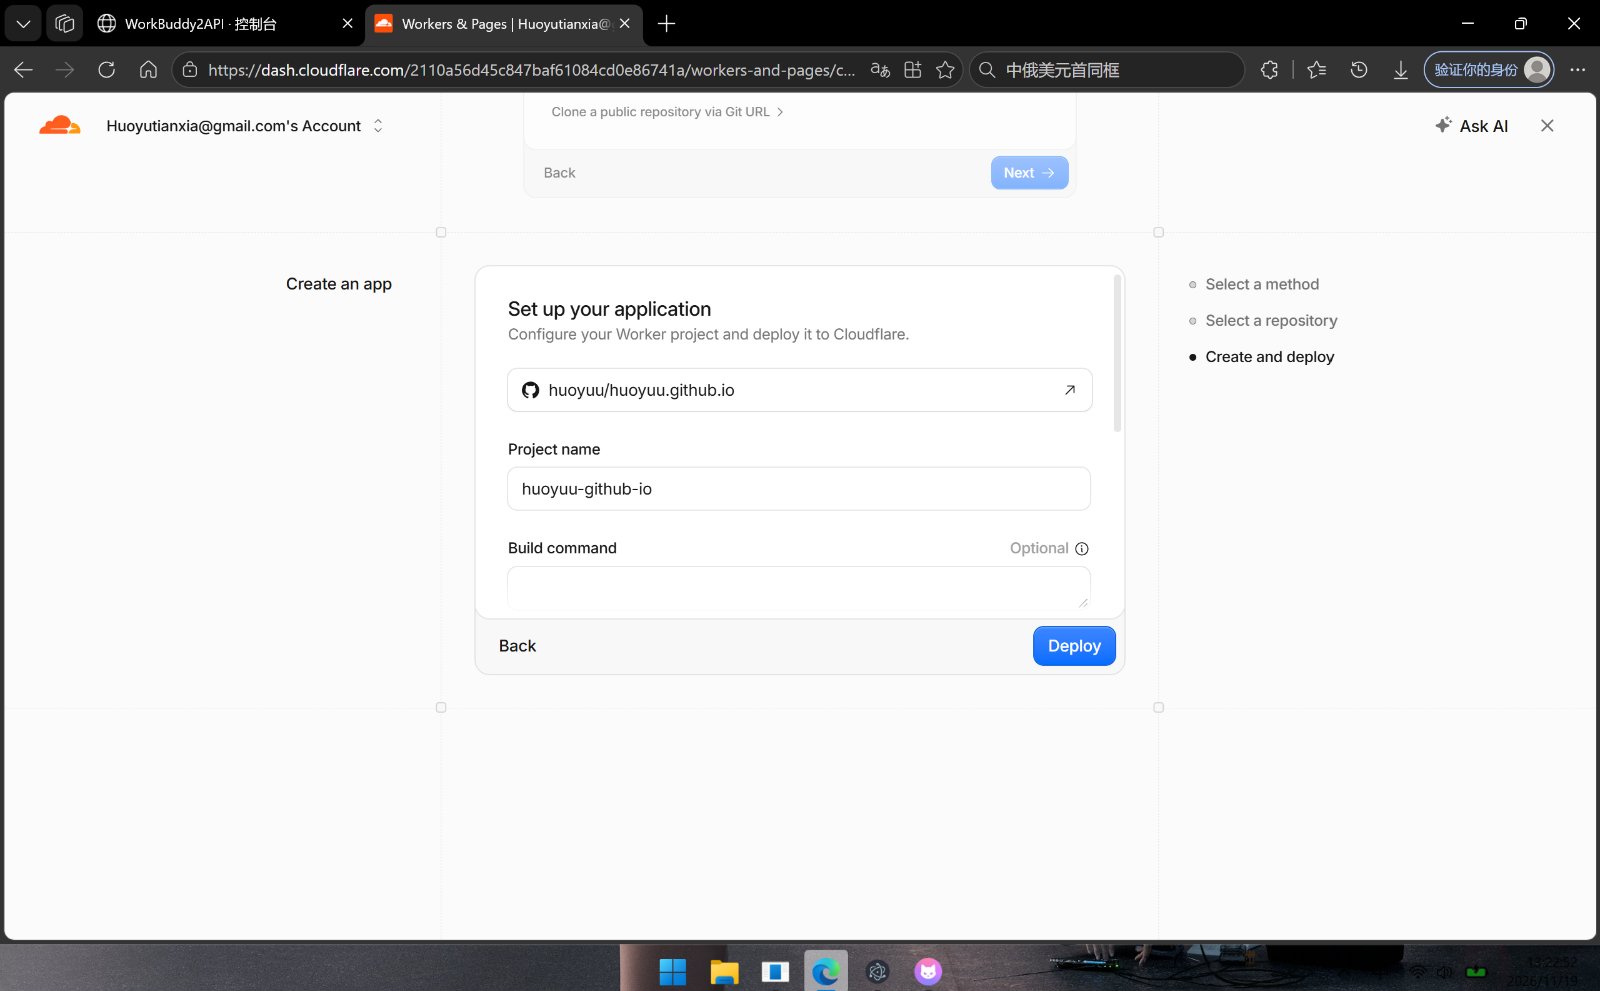 WorkBuddy2API · 控制台
Workers & Pages | Huoyutianxia@
https://dash.cloudflare.com/2110a56d45c847baf61084cd0e86741a/workers-and-pages/c...
中俄美元首同框
验证你的身份
Huoyutianxia@gmail.com's Account
Ask AI
Clone a public repository via Git URL
Back
Next
Create an app
Set up your application
Configure your Worker project and deploy it to Cloudflare.
huoyuu/huoyuu.github.io
Project name
huoyuu-github-io
Build command
Optional
Back
Deploy
Select a method
Select a repository
Create and deploy
13:22:52